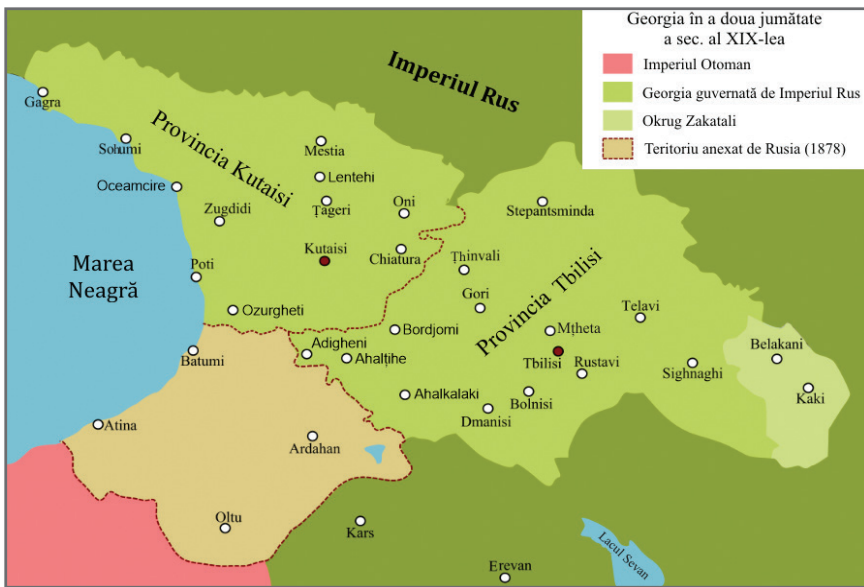 Georgia în a doua jumătate
a sec. al XIX-lea
Imperiul Otoman
Georgia guvernată de Imperiul Rus
Okrug Zakatali
Teritoriu anexat de Rusia (1878)
Imperiul Rus
Provincia Kutaisi
Provincia Tbilisi
Marea
Neagră
Gagra
Sohumi
Oceamcire
Mestia
Lentehi
Țageri
Oni
Zugdidi
Kutaisi
Chiatura
Poti
Ozurgheti
Stepantsminda
Țhinvali
Gori
Bordjomi
Mțheta
Telavi
Tbilisi
Rustavi
Sighnaghi
Belakani
Kaki
Adigheni
Ahalțihe
Batumi
Ahalkalaki
Bolnisi
Dmanisi
Atina
Ardahan
Oltu
Kars
Erevan
Lacul Sevan